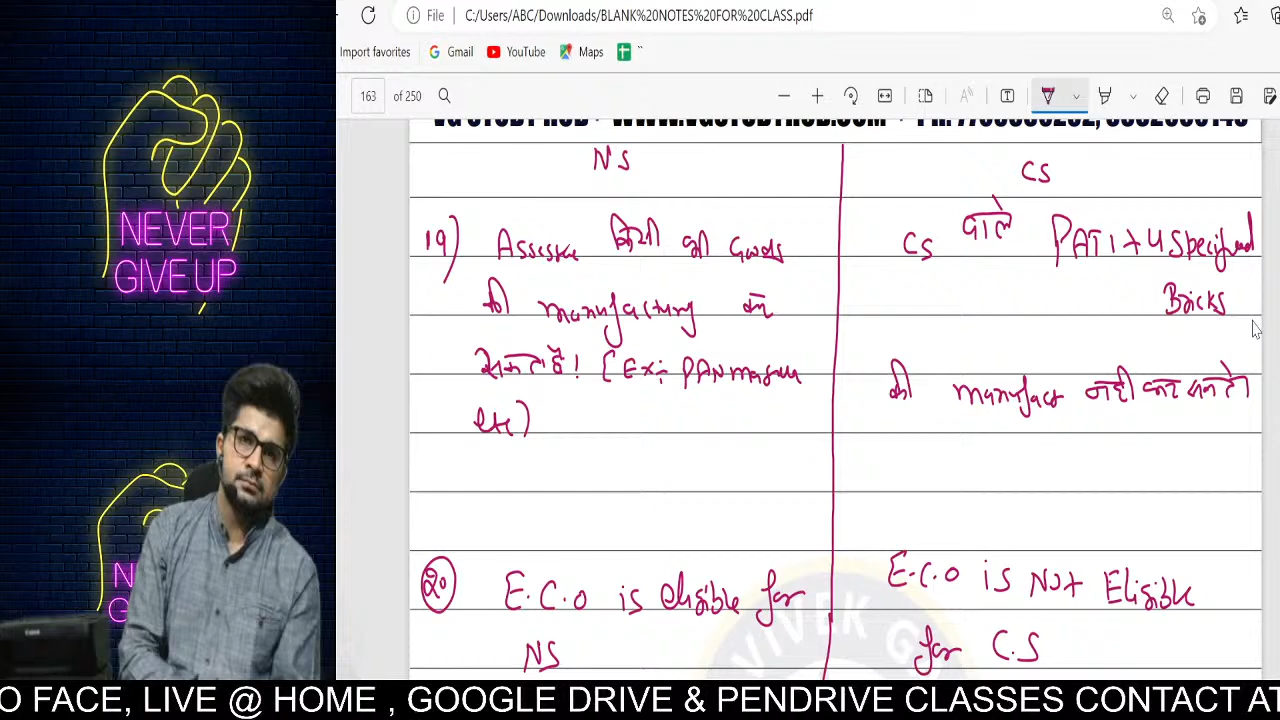 File C:/Users/ABC/Downloads/BLANK%20NOTES%20FOR%20CLASS.pdf
Import favorites Gmail YouTube Maps
163 of 250
NS
CS
19) Assessee किसी भी Goods
की manufacturing कर
सकता है! [Ex; PAN masala
etc)
CS वाले PATI + 4 Specified
Bricks
की manufact नही कर सकते
20 E.C.O is eligible for
NS
E.C.O is Not Eligible
for C.S
NEVER
GIVE UP
O FACE, LIVE @ HOME , GOOGLE DRIVE & PENDRIVE CLASSES CONTACT AT